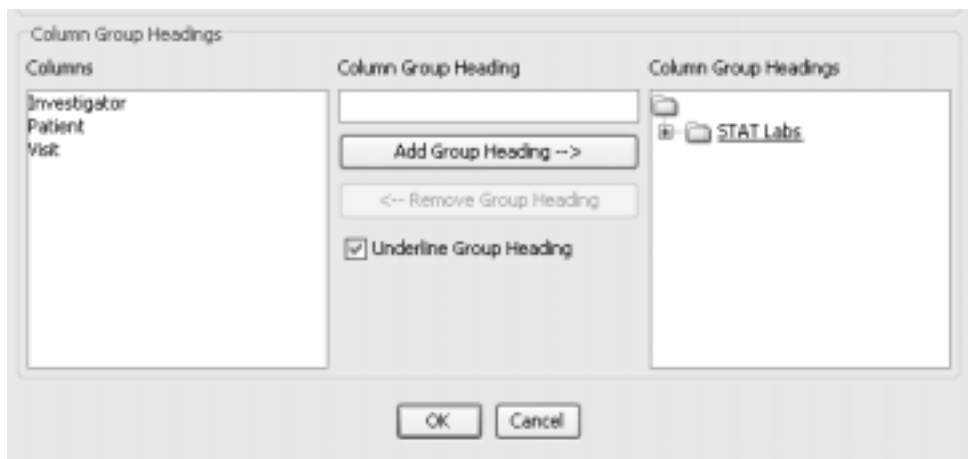 Column Group Headings
Columns
Column Group Heading
Column Group Headings
Investigator
Patient
Visit
STAT Labs
Add Group Heading -->
<-- Remove Group Heading
Underline Group Heading
OK
Cancel